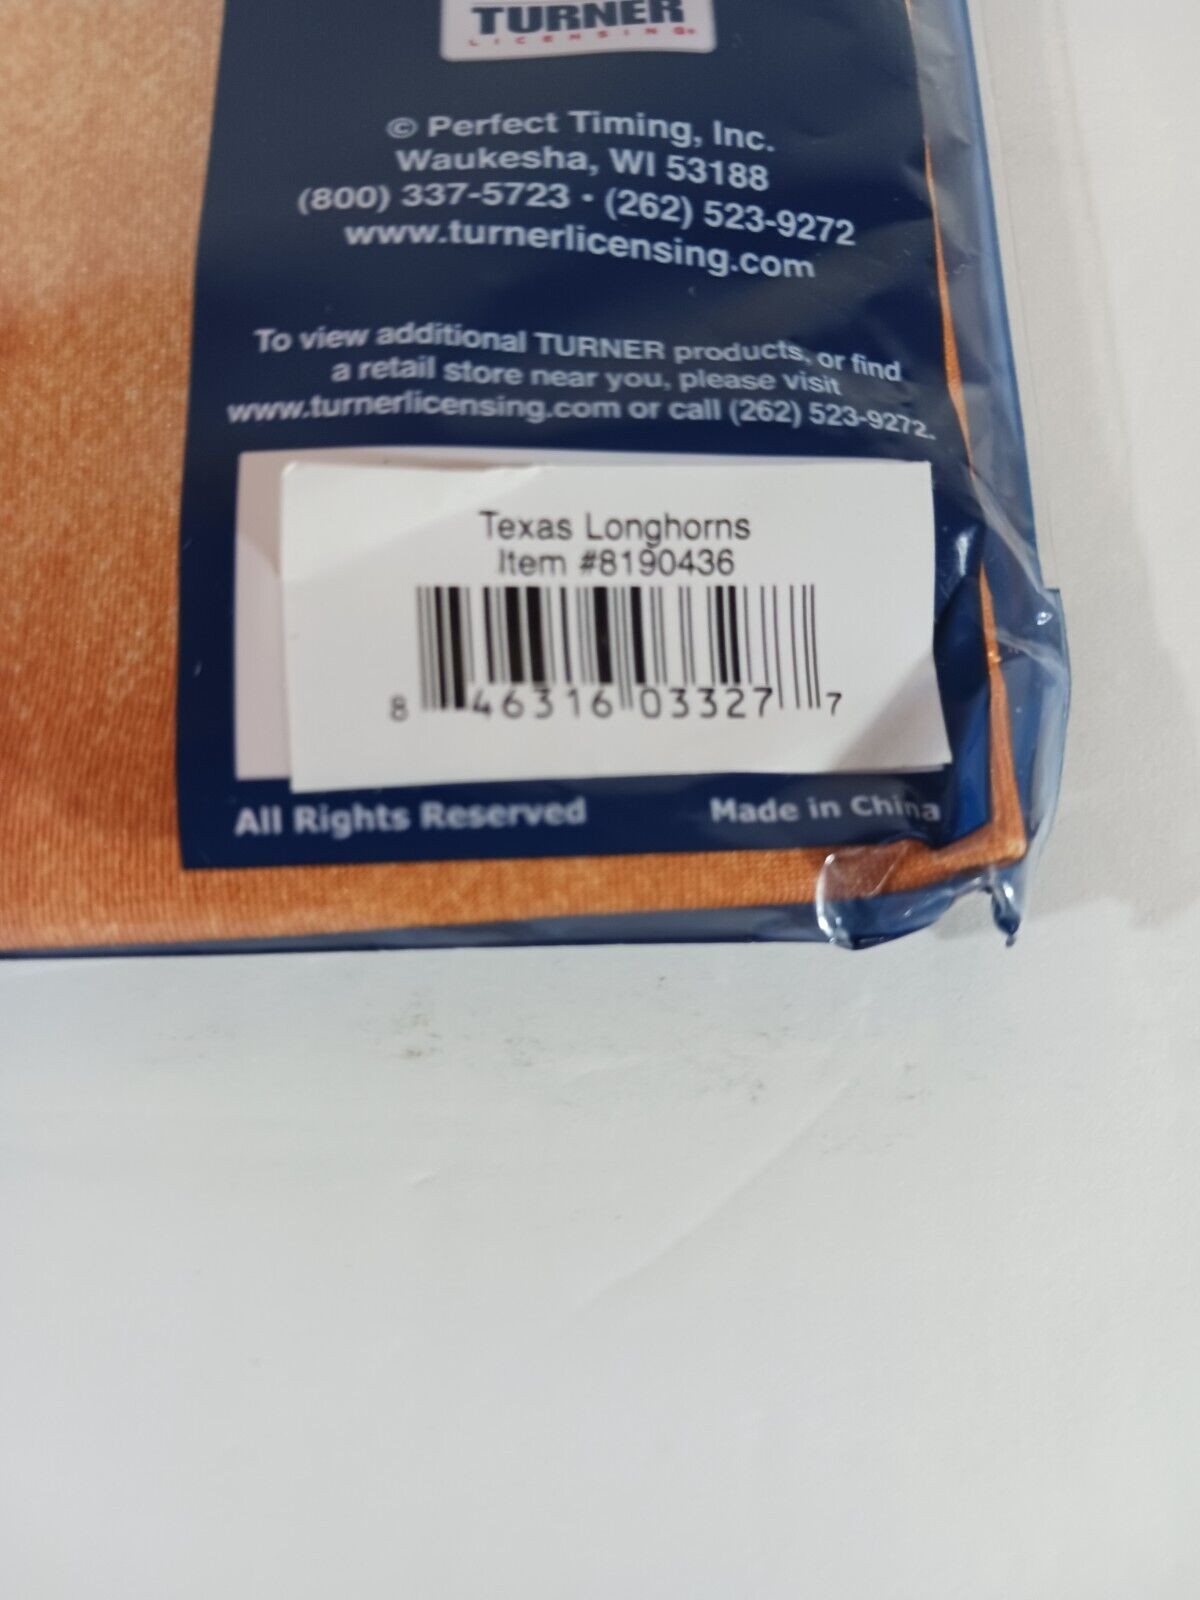 TURNER
LICENSING®
© Perfect Timing, Inc.
Waukesha, WI 53188
(800) 337-5723 • (262) 523-9272
www.turnerlicensing.com
To view additional TURNER products, or find
a retail store near you, please visit
www.turnerlicensing.com or call (262) 523-9272.
Texas Longhorns
Item #8190436
8 46316 03327 7
All Rights Reserved Made in China